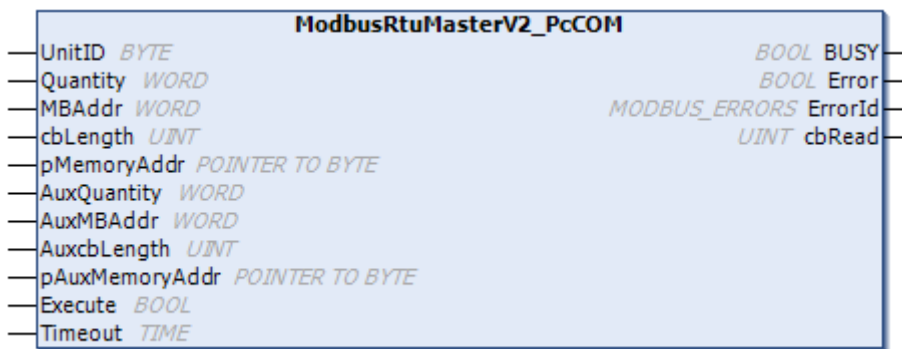 ModbusRtuMasterV2_PcCOM
UnitID BYTE BOOL BUSY
Quantity WORD BOOL Error
MBAddr WORD MODBUS_ERRORS ErrorId
cbLength UINT UINT cbRead
pMemoryAddr POINTER TO BYTE
AuxQuantity WORD
AuxMBAddr WORD
AuxcbLength UINT
pAuxMemoryAddr POINTER TO BYTE
Execute BOOL
Timeout TIME